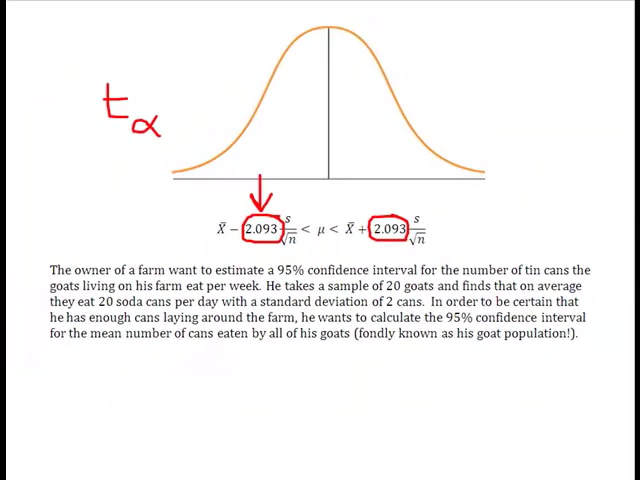 tα
X̄ − 2.093 s/√n < μ < X̄ + 2.093 s/√n
The owner of a farm want to estimate a 95% confidence interval for the number of tin cans the
goats living on his farm eat per week. He takes a sample of 20 goats and finds that on average
they eat 20 soda cans per day with a standard deviation of 2 cans. In order to be certain that
he has enough cans laying around the farm, he wants to calculate the 95% confidence interval
for the mean number of cans eaten by all of his goats (fondly known as his goat population!).